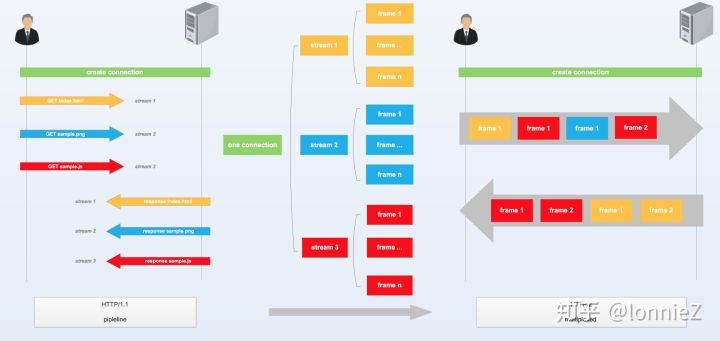 create connection
GET index.html
stream 1
GET sample.png
stream 2
GET sample.js
stream 3
stream 1
response index.html
stream 2
response sample.png
stream 3
response sample.js
HTTP/1.1
pipleline
one connection
stream 1
frame 1
frame ...
frame n
stream 2
frame 1
frame ...
frame n
stream 3
frame 1
frame ...
frame n
create connection
frame 1
frame 1
frame 1
frame 2
frame 1
frame 2
frame 1
frame 2
知乎 @lonnieZ